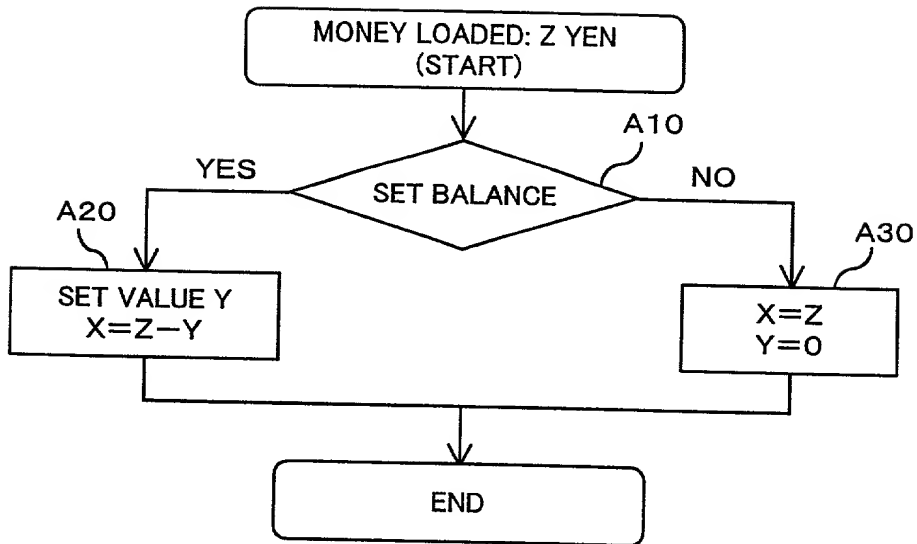 MONEY LOADED: Z YEN
(START)
A10
YES
SET BALANCE
NO
A20
A30
SET VALUE Y
X=Z−Y
X=Z
Y=0
END